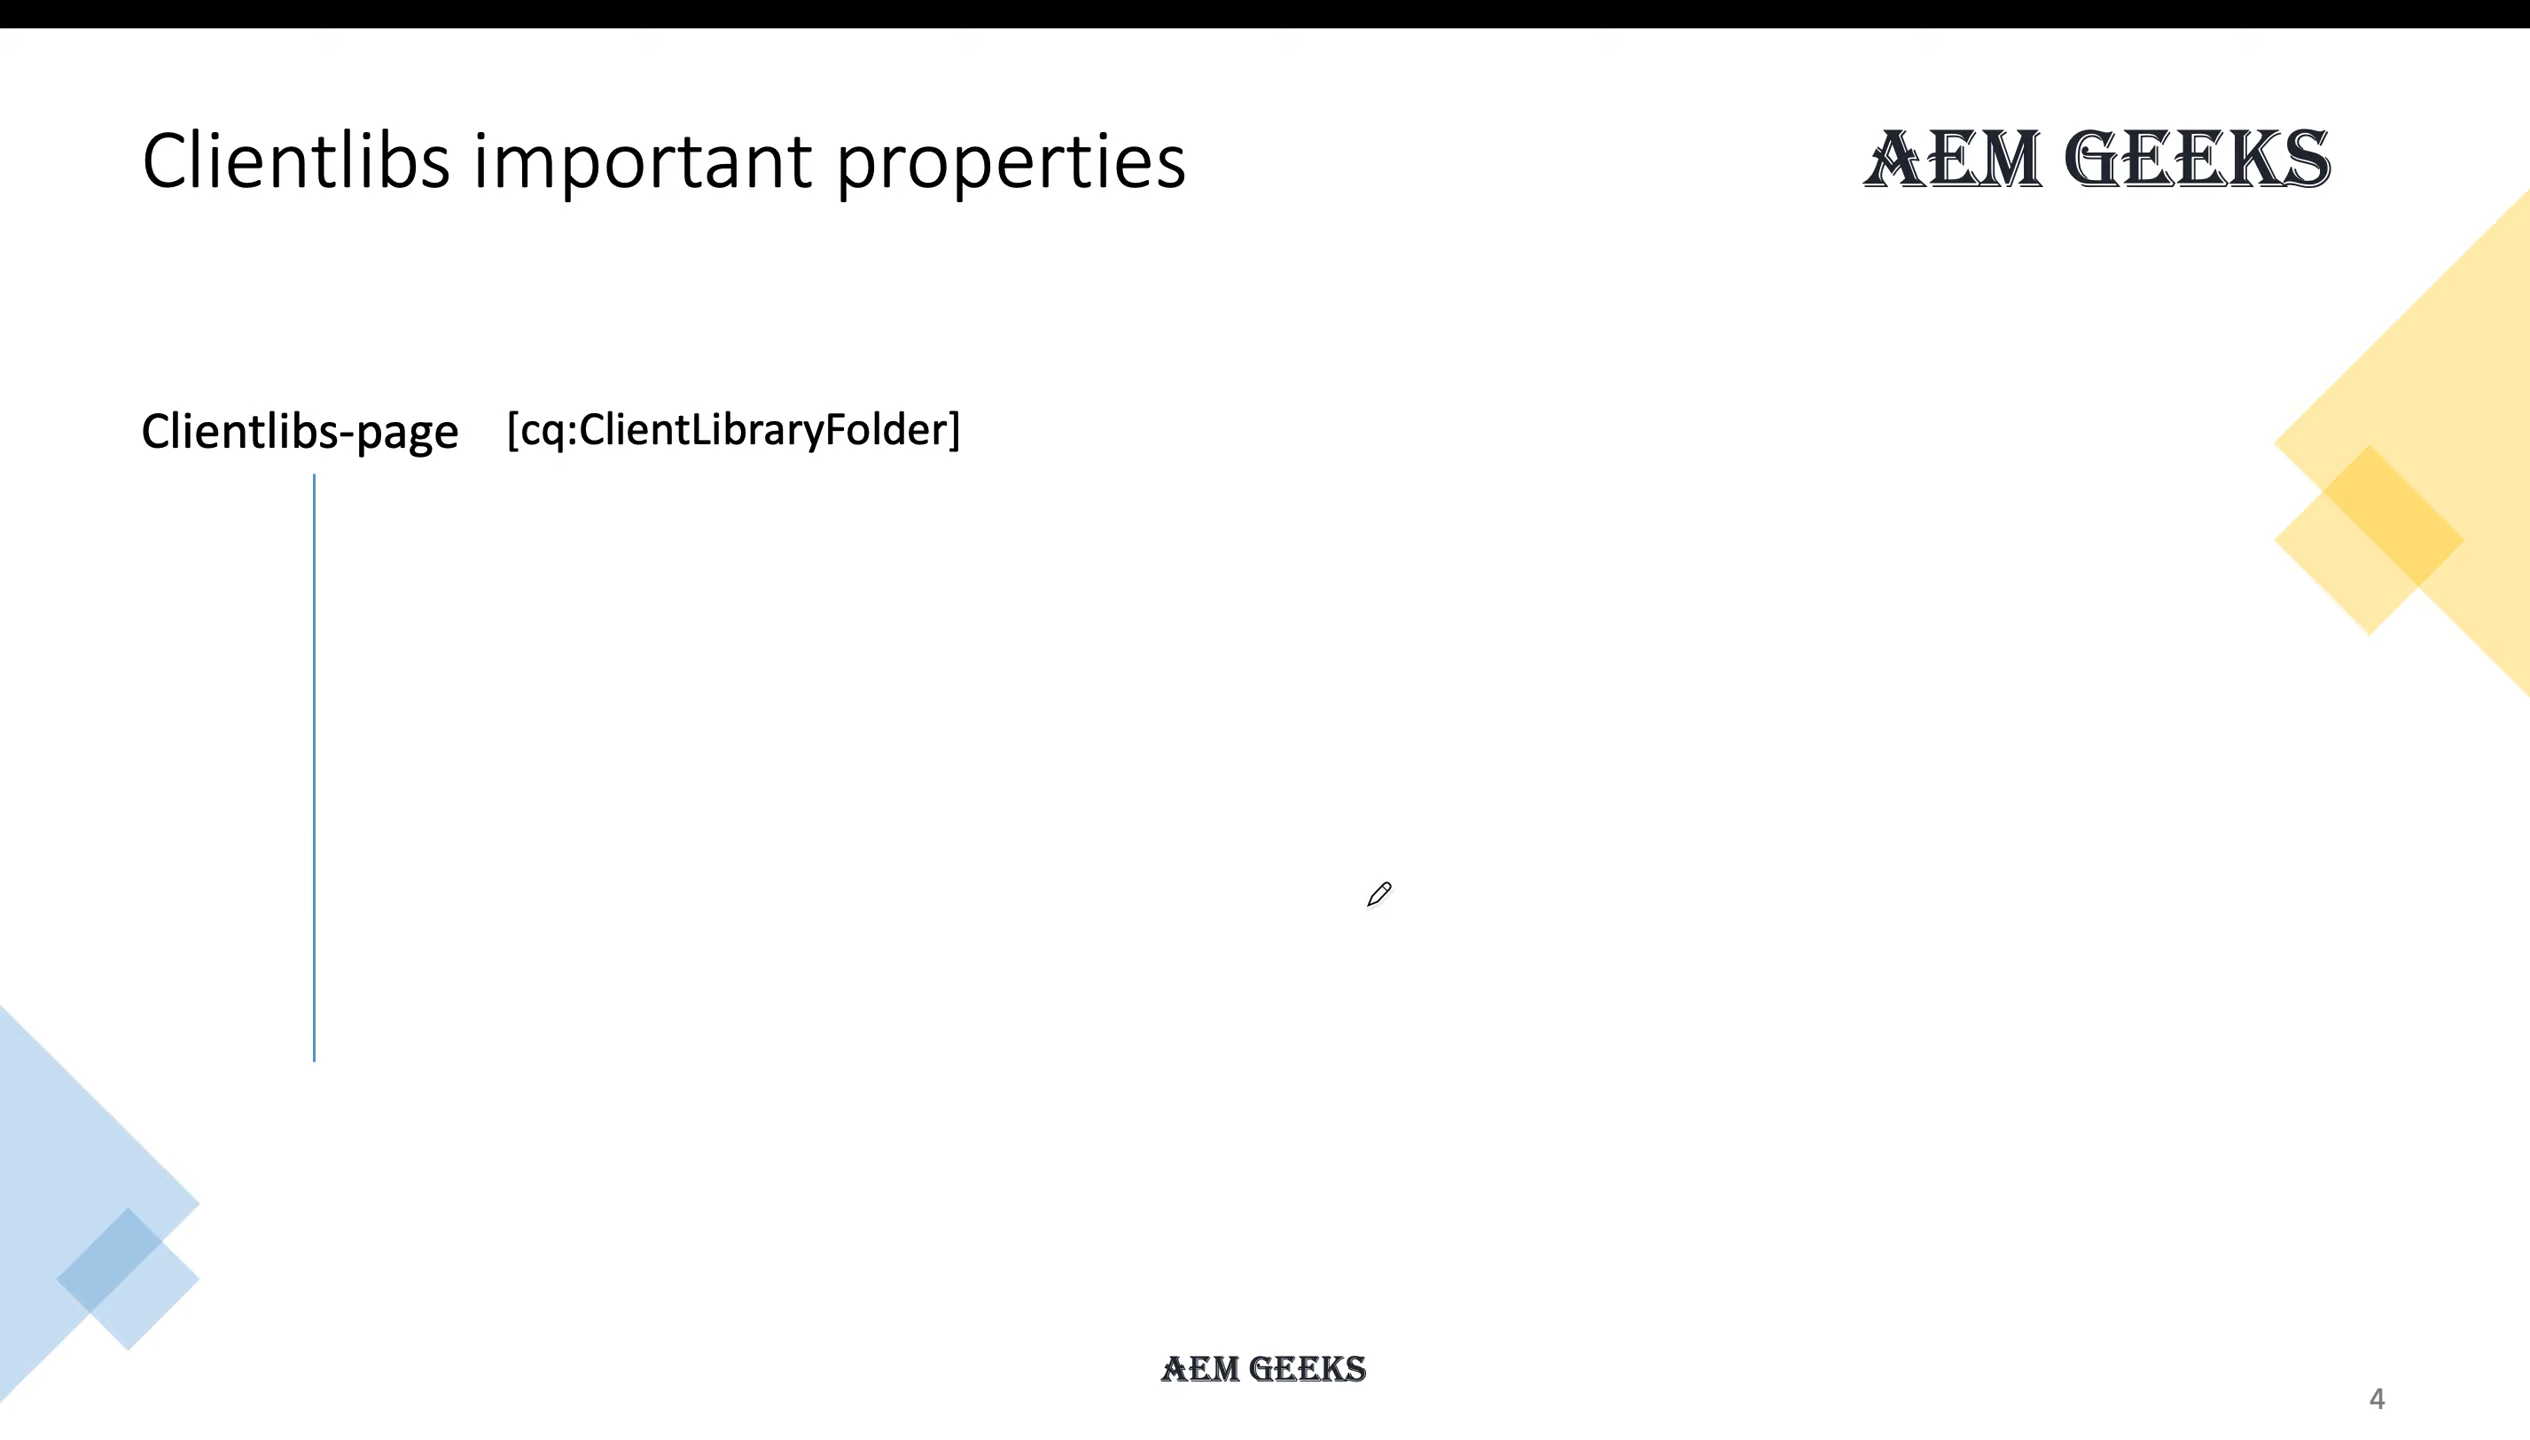 Clientlibs important properties
AEM GEEKS
Clientlibs-page [cq:ClientLibraryFolder]
AEM GEEKS
4